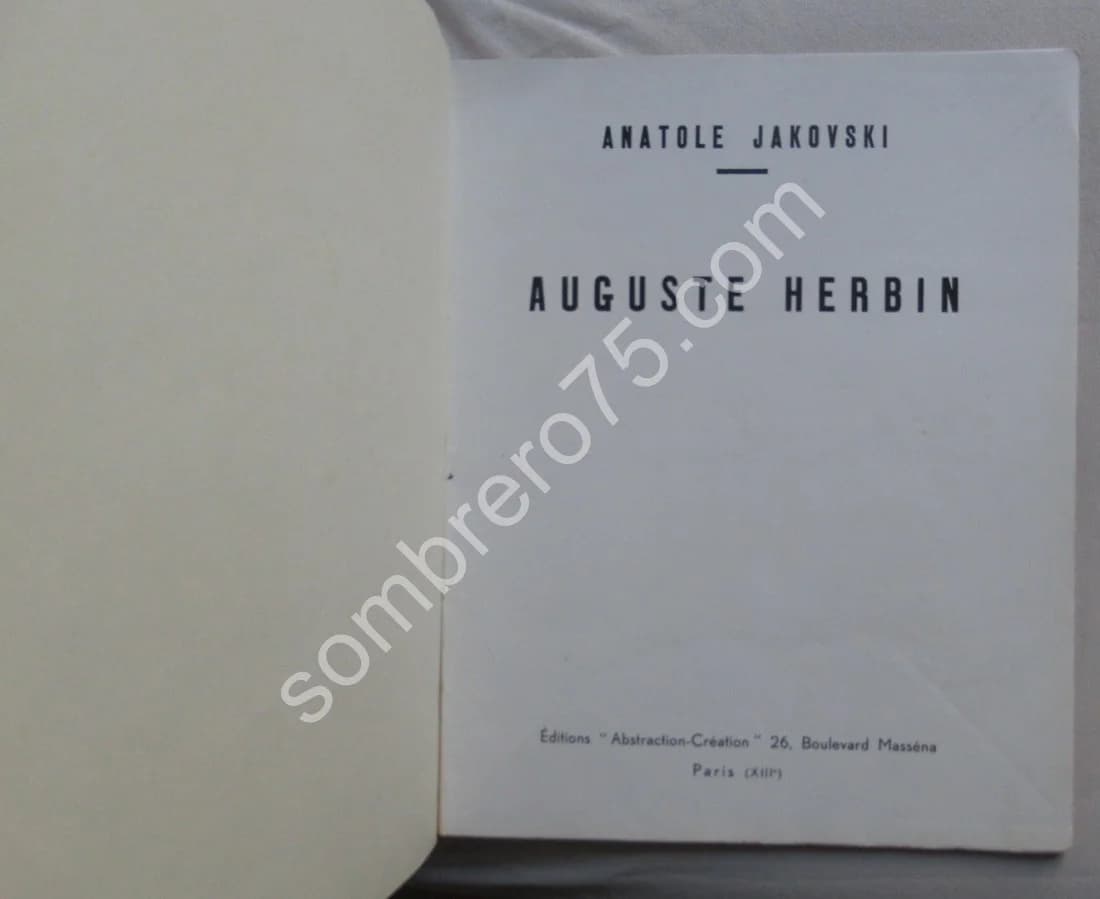 ANATOLE JAKOVSKI
AUGUSTE HERBIN
sombrero75.com
Éditions " Abstraction-Création " 26, Boulevard Masséna
Paris (XIIIᵉ)